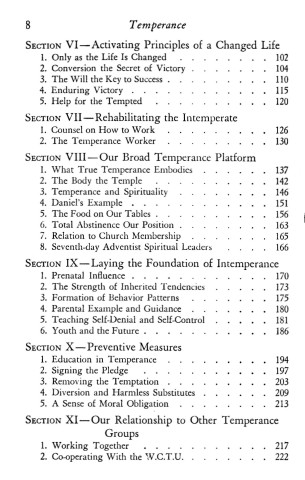 8 Temperance
SECTION VI—Activating Principles of a Changed Life
1. Only as the Life Is Changed . . . . . . . . 102
2. Conversion the Secret of Victory . . . . . . . 104
3. The Will the Key to Success . . . . . . . . 110
4. Enduring Victory . . . . . . . . . . . 115
5. Help for the Tempted . . . . . . . . . 120
SECTION VII—Rehabilitating the Intemperate
1. Counsel on How to Work . . . . . . . . 126
2. The Temperance Worker . . . . . . . . 130
SECTION VIII—Our Broad Temperance Platform
1. What True Temperance Embodies . . . . . . 137
2. The Body the Temple . . . . . . . . . 142
3. Temperance and Spirituality . . . . . . . . 146
4. Daniel's Example . . . . . . . . . . . 151
5. The Food on Our Tables . . . . . . . . . 156
6. Total Abstinence Our Position . . . . . . . . 163
7. Relation to Church Membership . . . . . . . 165
8. Seventh-day Adventist Spiritual Leaders . . . . 166
SECTION IX—Laying the Foundation of Intemperance
1. Prenatal Influence . . . . . . . . . . . 170
2. The Strength of Inherited Tendencies . . . . . 173
3. Formation of Behavior Patterns . . . . . . . 175
4. Parental Example and Guidance . . . . . . . 180
5. Teaching Self-Denial and Self-Control . . . . . 181
6. Youth and the Future . . . . . . . . . . 186
SECTION X—Preventive Measures
1. Education in Temperance . . . . . . . . 194
2. Signing the Pledge . . . . . . . . . . 197
3. Removing the Temptation . . . . . . . . 203
4. Diversion and Harmless Substitutes . . . . . . 209
5. A Sense of Moral Obligation . . . . . . . . 213
SECTION XI—Our Relationship to Other Temperance
Groups
1. Working Together . . . . . . . . . . 217
2. Co-operating With the W.C.T.U. . . . . . . . 222